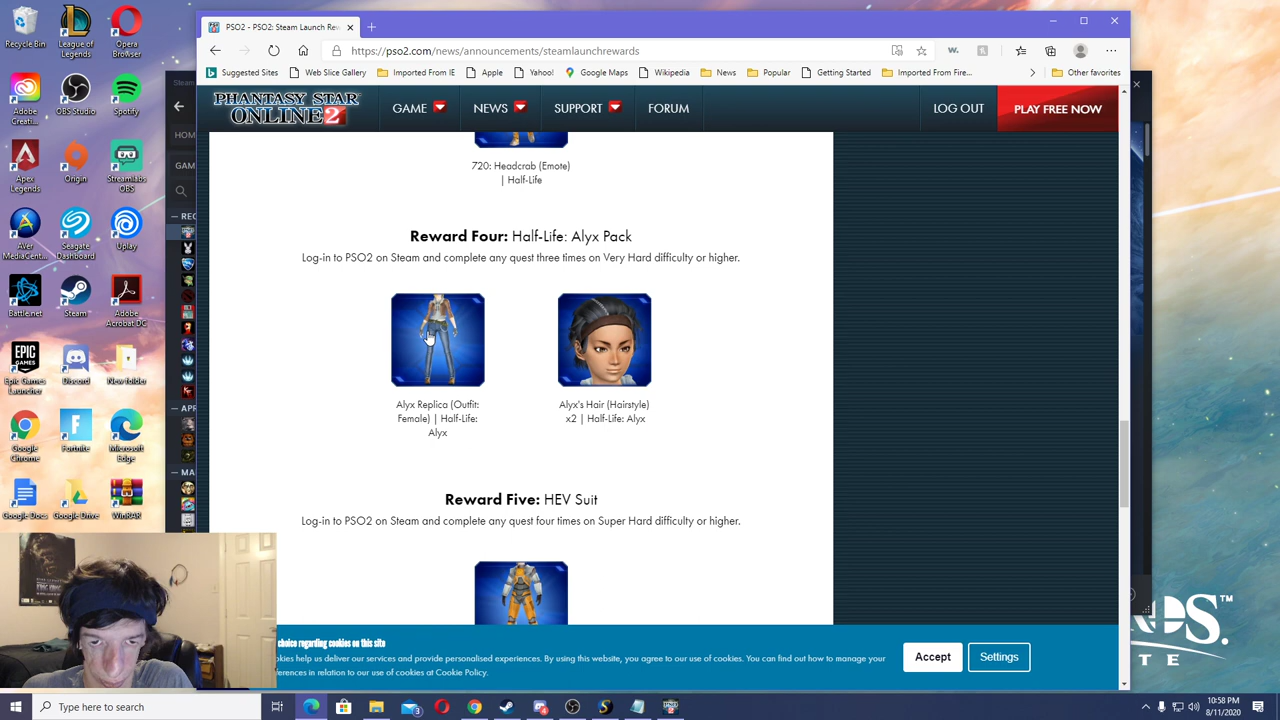 Recycle Bin
League of Legends
Opera Browser
Adobe Creati...
OBS Studio
Spotify
Apex Legends
Origin
Streamlabs OBS
AVer MediaCent...
Seagate Dashboard
Uplay
Battle.net
Steam
Adobe Acrobat DC
Epic Games Launcher
Discord
New folder
Google Chrome
Fortnite
Microsoft Edge
Google Docs
Google Drive
WinRAR
PSO2 - PSO2: Steam Launch Rew
https://pso2.com/news/announcements/steamlaunchrewards
Suggested Sites
Web Slice Gallery
Imported From IE
Apple
Yahoo!
Google Maps
Wikipedia
News
Popular
Getting Started
Imported From Fire...
Other favorites
PHANTASY STAR
ONLINE 2
GAME
NEWS
SUPPORT
FORUM
LOG OUT
PLAY FREE NOW
Steam
HOM
GAM
— REC
— APR
— MA
720: Headcrab (Emote)
| Half-Life
Reward Four: Half-Life: Alyx Pack
Log-in to PSO2 on Steam and complete any quest three times on Very Hard difficulty or higher.
Alyx Replica (Outfit:
Female) | Half-Life:
Alyx
Alyx's Hair (Hairstyle)
x2 | Half-Life: Alyx
Reward Five: HEV Suit
Log-in to PSO2 on Steam and complete any quest four times on Super Hard difficulty or higher.
choice regarding cookies on this site
okies help us deliver our services and provide personalised experiences. By using this website, you agree to our use of cookies. You can find out how to manage your
ferences in relation to our use of cookies at Cookie Policy.
Accept
Settings
Type here to search
10:58 PM
8/11/2020